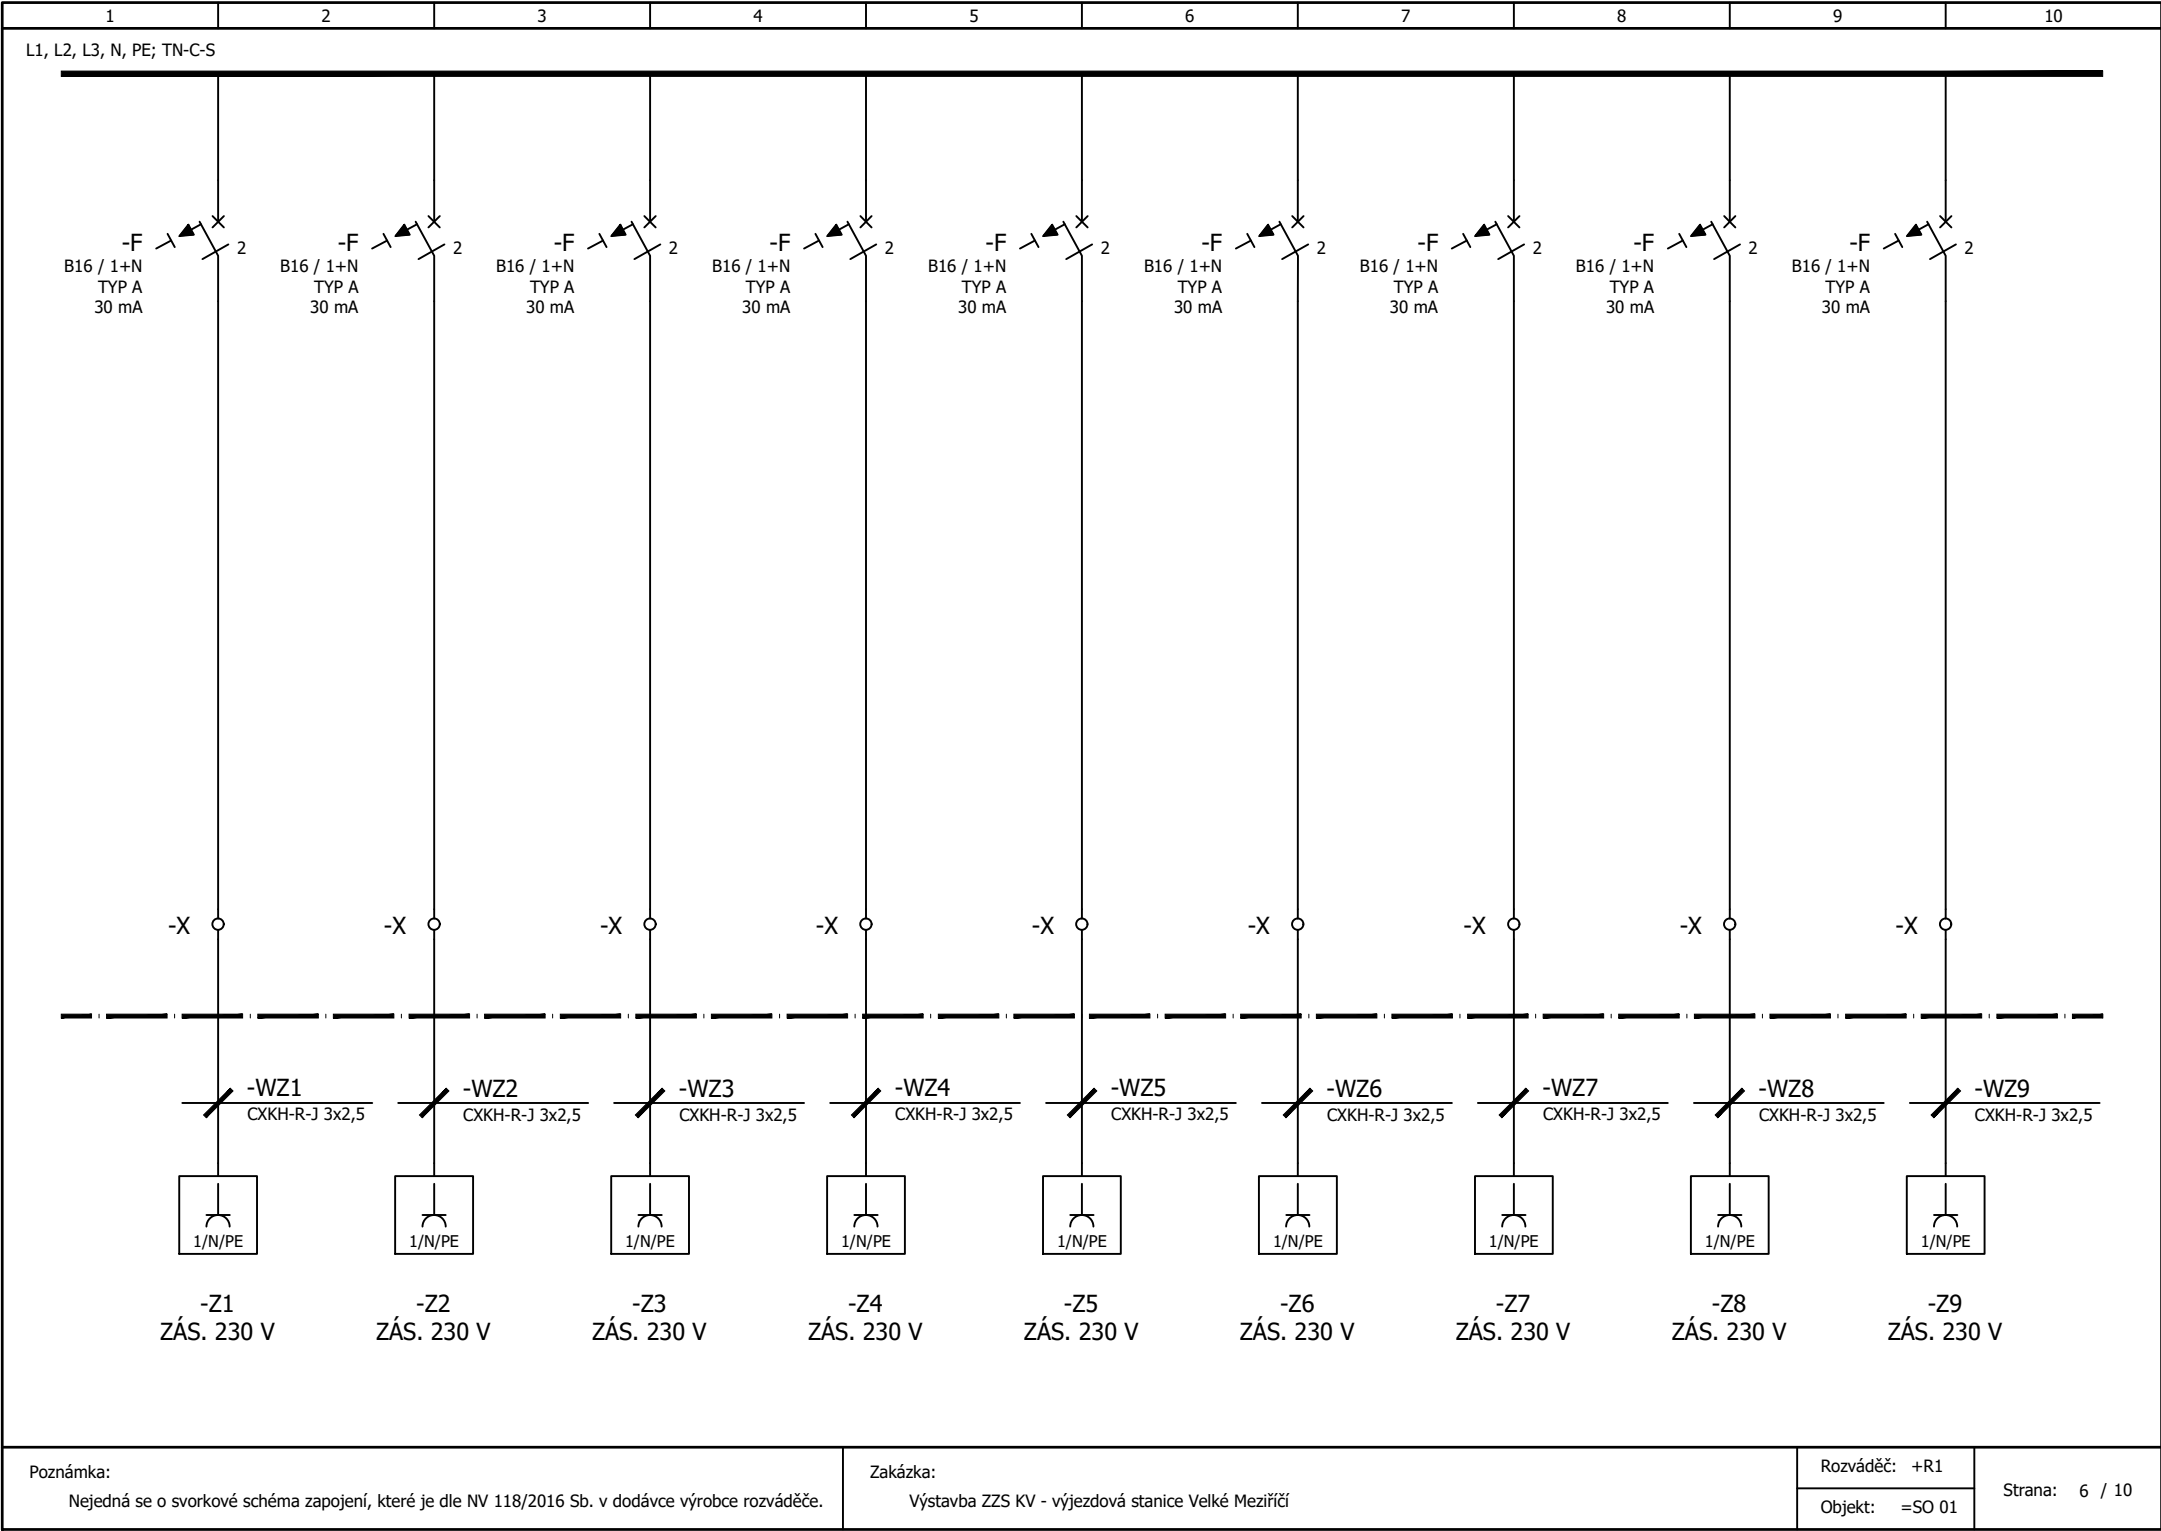 1 2 3 4 5 6 7 8 9 10
L1, L2, L3, N, PE; TN-C-S
-F 2 -F 2 -F 2 -F 2 -F 2 -F 2 -F 2 -F 2 -F 2
B16 / 1+N B16 / 1+N B16 / 1+N B16 / 1+N B16 / 1+N B16 / 1+N B16 / 1+N B16 / 1+N B16 / 1+N
TYP A TYP A TYP A TYP A TYP A TYP A TYP A TYP A TYP A
30 mA 30 mA 30 mA 30 mA 30 mA 30 mA 30 mA 30 mA 30 mA
-X -X -X -X -X -X -X -X -X
-WZ1 -WZ2 -WZ3 -WZ4 -WZ5 -WZ6 -WZ7 -WZ8 -WZ9
CXKH-R-J 3x2,5 CXKH-R-J 3x2,5 CXKH-R-J 3x2,5 CXKH-R-J 3x2,5 CXKH-R-J 3x2,5 CXKH-R-J 3x2,5 CXKH-R-J 3x2,5 CXKH-R-J 3x2,5 CXKH-R-J 3x2,5
1/N/PE 1/N/PE 1/N/PE 1/N/PE 1/N/PE 1/N/PE 1/N/PE 1/N/PE 1/N/PE
-Z1 -Z2 -Z3 -Z4 -Z5 -Z6 -Z7 -Z8 -Z9
ZÁS. 230 V ZÁS. 230 V ZÁS. 230 V ZÁS. 230 V ZÁS. 230 V ZÁS. 230 V ZÁS. 230 V ZÁS. 230 V ZÁS. 230 V
Poznámka:
Nejedná se o svorkové schéma zapojení, které je dle NV 118/2016 Sb. v dodávce výrobce rozváděče.
Zakázka:
Výstavba ZZS KV - výjezdová stanice Velké Meziříčí
Rozváděč: +R1
Objekt: =SO 01
Strana: 6 / 10